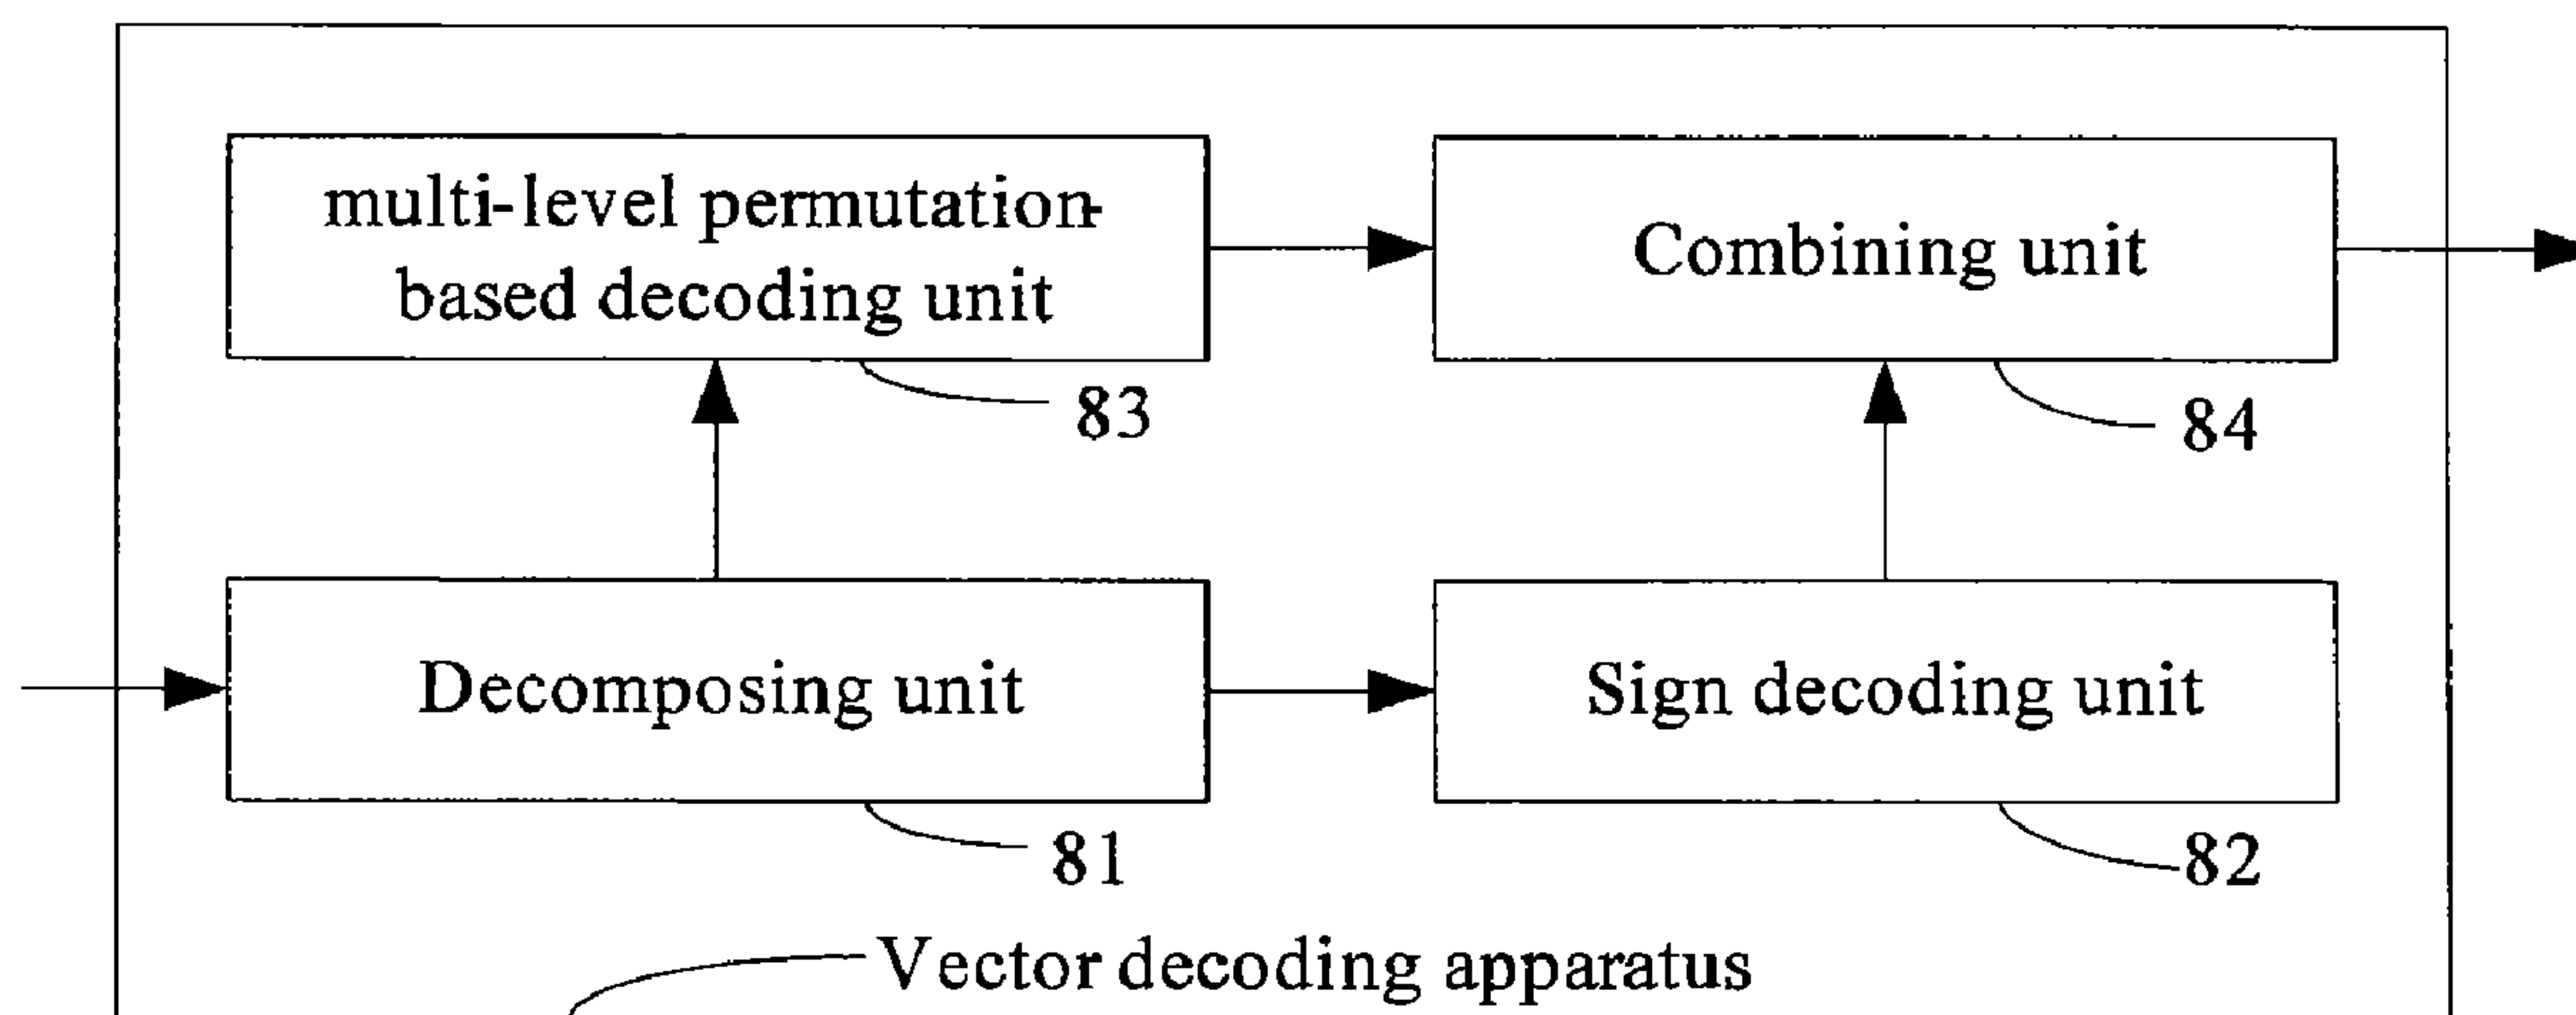 multi-level permutation-
based decoding unit
Combining unit
83
84
Decomposing unit
Sign decoding unit
81
82
Vector decoding apparatus